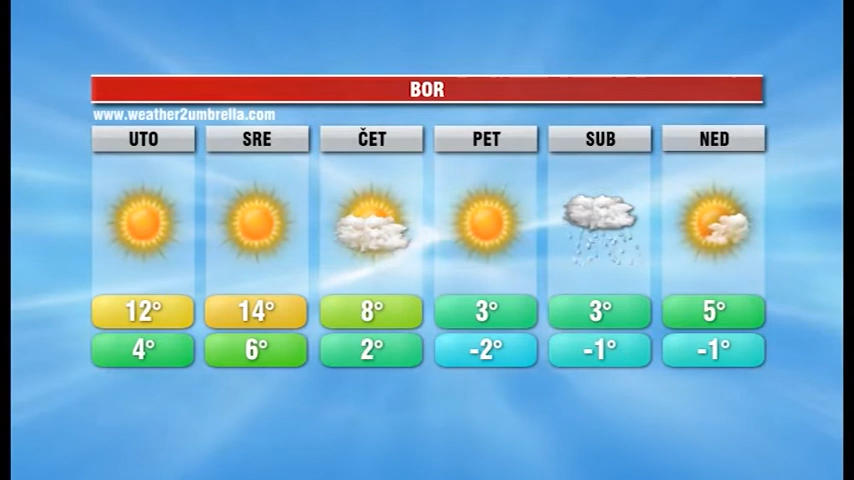 BOR
www.weather2umbrella.com
UTO SRE ČET PET SUB NED
12° 14° 8° 3° 3° 5°
4° 6° 2° -2° -1° -1°